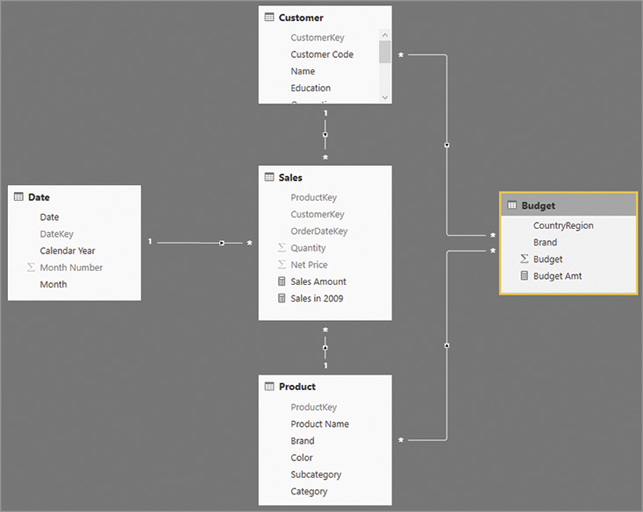 Customer
CustomerKey
Customer Code
Name
Education
*
1
*
Sales
ProductKey
CustomerKey
OrderDateKey
Σ Quantity
Σ Net Price
Sales Amount
Sales in 2009
Date
Date
DateKey
Calendar Year
Σ Month Number
Month
1
*
Budget
CountryRegion
Brand
Σ Budget
Budget Amt
*
*
*
1
Product
ProductKey
Product Name
Brand
Color
Subcategory
Category
*